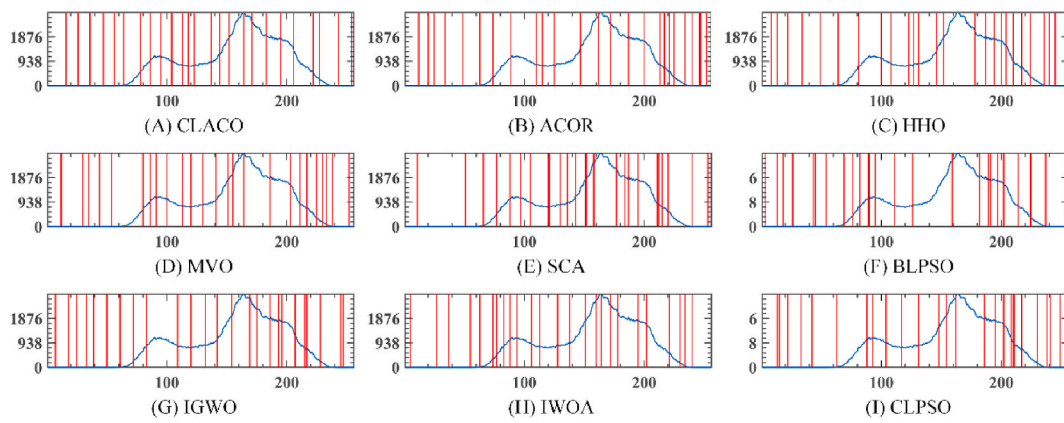 1876 1876 1876
938 938 938
0 0 0
100 200 100 200 100 200
(A) CLACO (B) ACOR (C) HHO
1876 1876 6
938 938 8
0 0 0
100 200 100 200 100 200
(D) MVO (E) SCA (F) BLPSO
1876 1876 6
938 938 8
0 0 0
100 200 100 200 100 200
(G) IGWO (H) IWOA (I) CLPSO